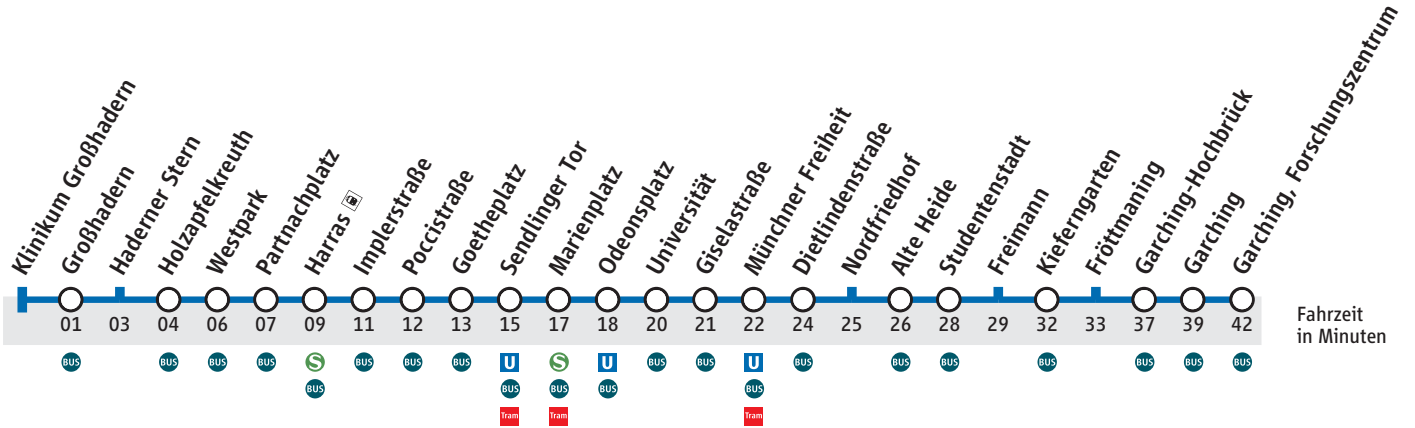 Klinikum Großhadern
Großhadern
Haderner Stern
Holzapfelkreuth
Westpark
Partnachplatz
Harras
Implerstraße
Poccistraße
Goetheplatz
Sendlinger Tor
Marienplatz
Odeonsplatz
Universität
Giselastraße
Münchner Freiheit
Dietlindenstraße
Nordfriedhof
Alte Heide
Studentenstadt
Freimann
Kieferngarten
Fröttmaning
Garching-Hochbrück
Garching
Garching, Forschungszentrum
01 03 04 06 07 09 11 12 13 15 17 18 20 21 22 24 25 26 28 29 32 33 37 39 42
Fahrzeit
in Minuten
BUS BUS BUS BUS S BUS BUS BUS U S U BUS BUS U BUS BUS BUS BUS BUS BUS BUS
BUS BUS BUS BUS BUS
Tram Tram Tram